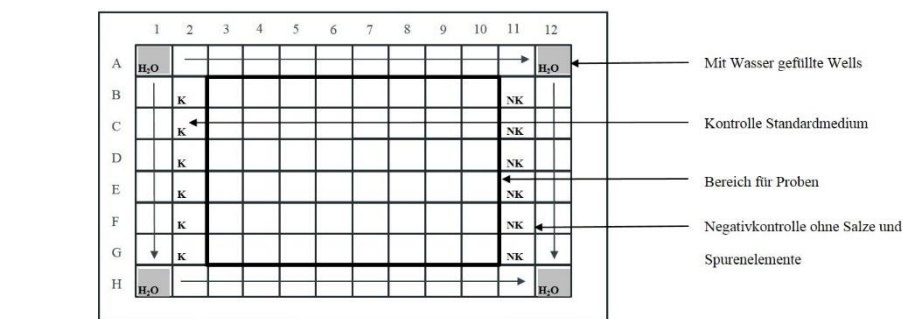 1 2 3 4 5 6 7 8 9 10 11 12
A H₂O H₂O
Mit Wasser gefüllte Wells
B K NK
C K NK
Kontrolle Standardmedium
D K NK
E K NK
Bereich für Proben
F K NK
Negativkontrolle ohne Salze und
Spurenelemente
G K NK
H H₂O H₂O